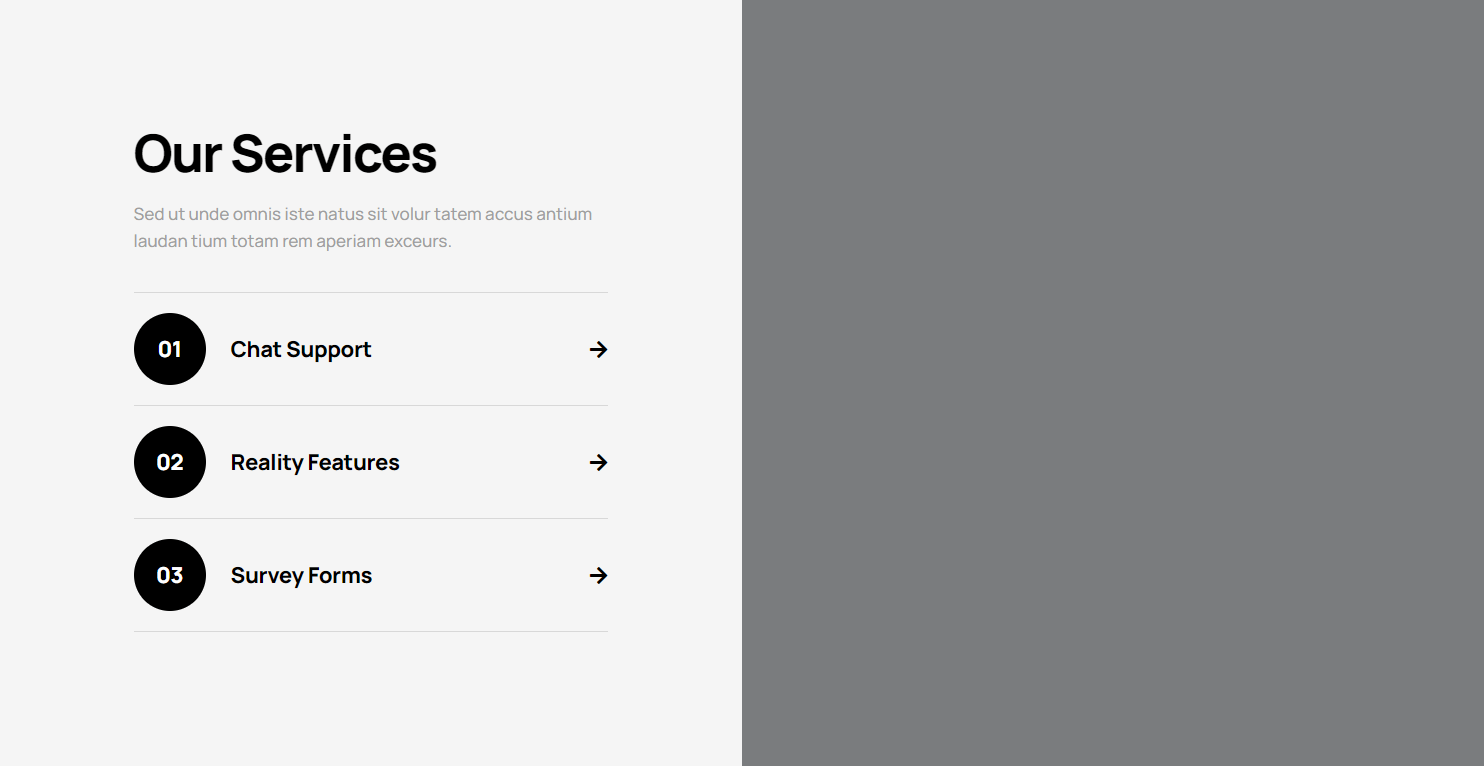 Our Services
Sed ut unde omnis iste natus sit volur tatem accus antium
laudan tium totam rem aperiam exceurs.
01 Chat Support →
02 Reality Features →
03 Survey Forms →